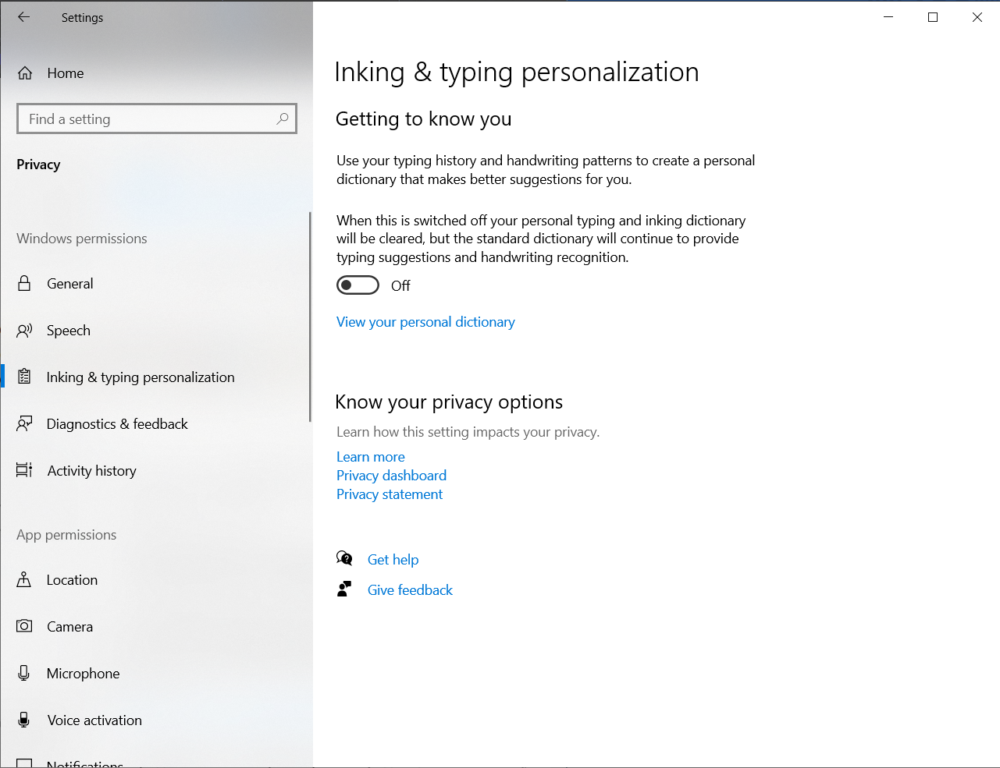 Settings
Home
Find a setting
Privacy
Windows permissions
General
Speech
Inking & typing personalization
Diagnostics & feedback
Activity history
App permissions
Location
Camera
Microphone
Voice activation
Notifications
Inking & typing personalization
Getting to know you
Use your typing history and handwriting patterns to create a personal
dictionary that makes better suggestions for you.
When this is switched off your personal typing and inking dictionary
will be cleared, but the standard dictionary will continue to provide
typing suggestions and handwriting recognition.
Off
View your personal dictionary
Know your privacy options
Learn how this setting impacts your privacy.
Learn more
Privacy dashboard
Privacy statement
Get help
Give feedback